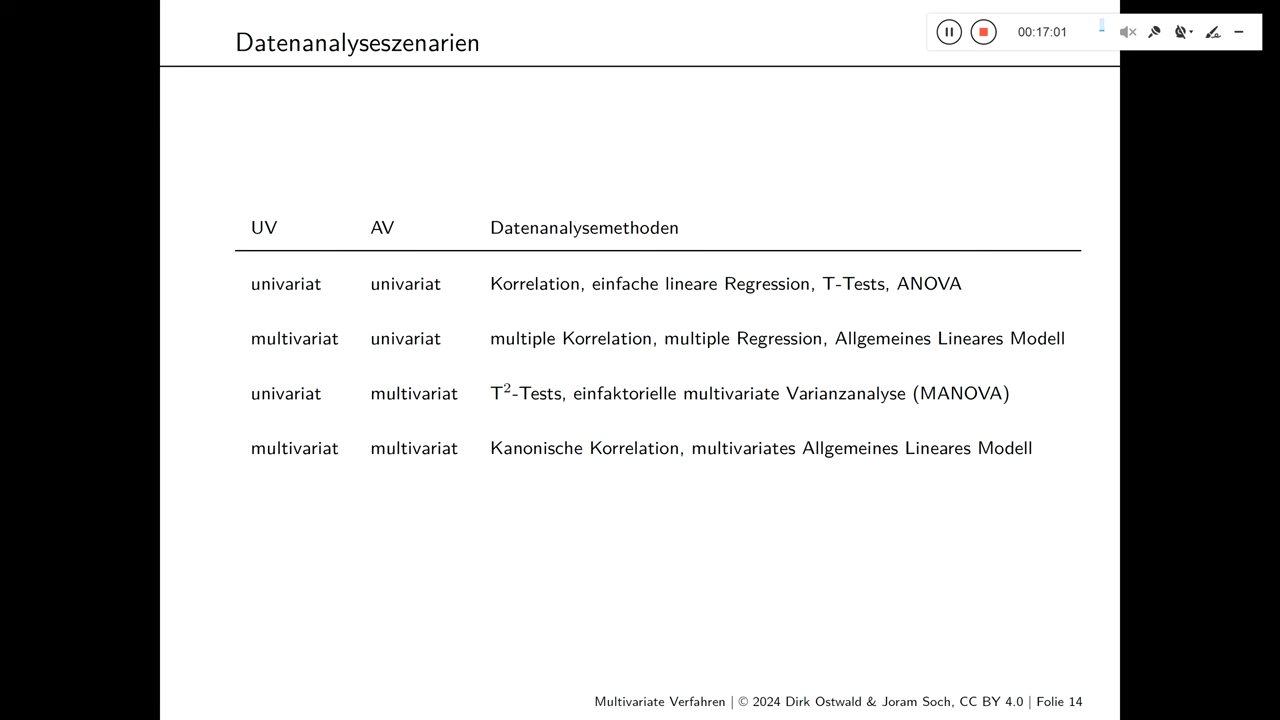 Datenanalyseszenarien
00:17:01
UV AV Datenanalysemethoden
univariat univariat Korrelation, einfache lineare Regression, T-Tests, ANOVA
multivariat univariat multiple Korrelation, multiple Regression, Allgemeines Lineares Modell
univariat multivariat T²-Tests, einfaktorielle multivariate Varianzanalyse (MANOVA)
multivariat multivariat Kanonische Korrelation, multivariates Allgemeines Lineares Modell
Multivariate Verfahren | © 2024 Dirk Ostwald & Joram Soch, CC BY 4.0 | Folie 14